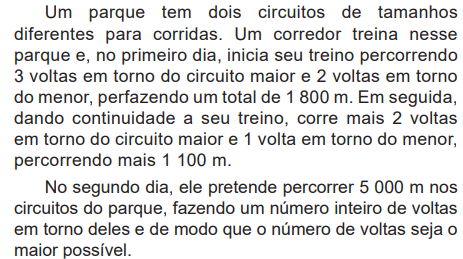 Um parque tem dois circuitos de tamanhos
diferentes para corridas. Um corredor treina nesse
parque e, no primeiro dia, inicia seu treino percorrendo
3 voltas em torno do circuito maior e 2 voltas em torno
do menor, perfazendo um total de 1 800 m. Em seguida,
dando continuidade a seu treino, corre mais 2 voltas
em torno do circuito maior e 1 volta em torno do menor,
percorrendo mais 1 100 m.
No segundo dia, ele pretende percorrer 5 000 m nos
circuitos do parque, fazendo um número inteiro de voltas
em torno deles e de modo que o número de voltas seja o
maior possível.